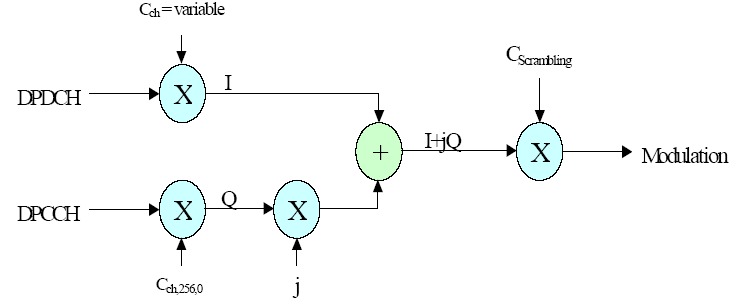 Cch = variable
CScrambling
DPDCH
X
I
+
I+jQ
X
Modulation
DPCCH
X
Q
X
Cch,256,0
j